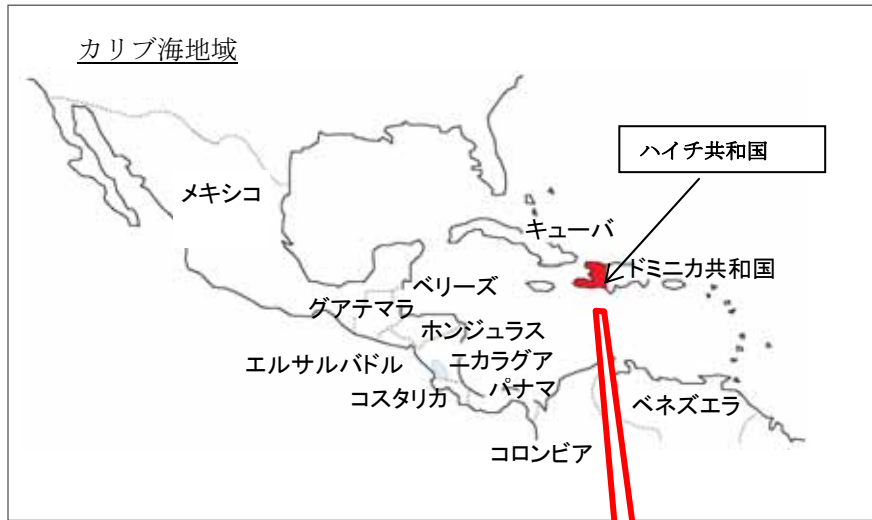 カリブ海地域
ハイチ共和国
メキシコ
キューバ
ドミニカ共和国
ベリーズ
グアテマラ
ホンジュラス
エルサルバドル
ニカラグア
コスタリカ
パナマ
ベネズエラ
コロンビア